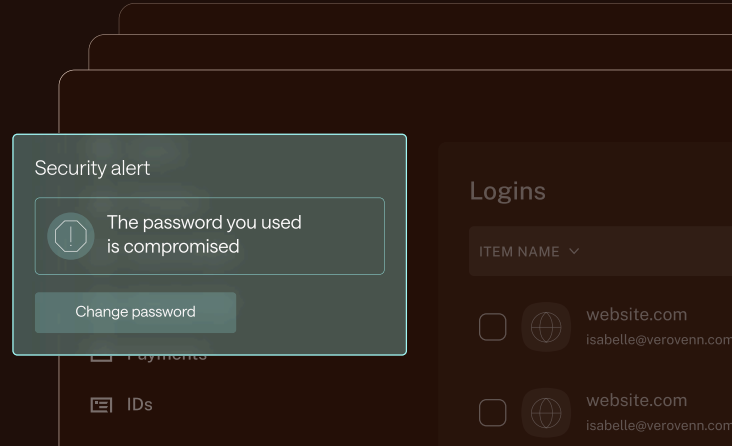 Security alert
The password you used
is compromised
Change password
Payments
IDs
Logins
ITEM NAME
website.com
isabelle@verovenn.com
website.com
isabelle@verovenn.com